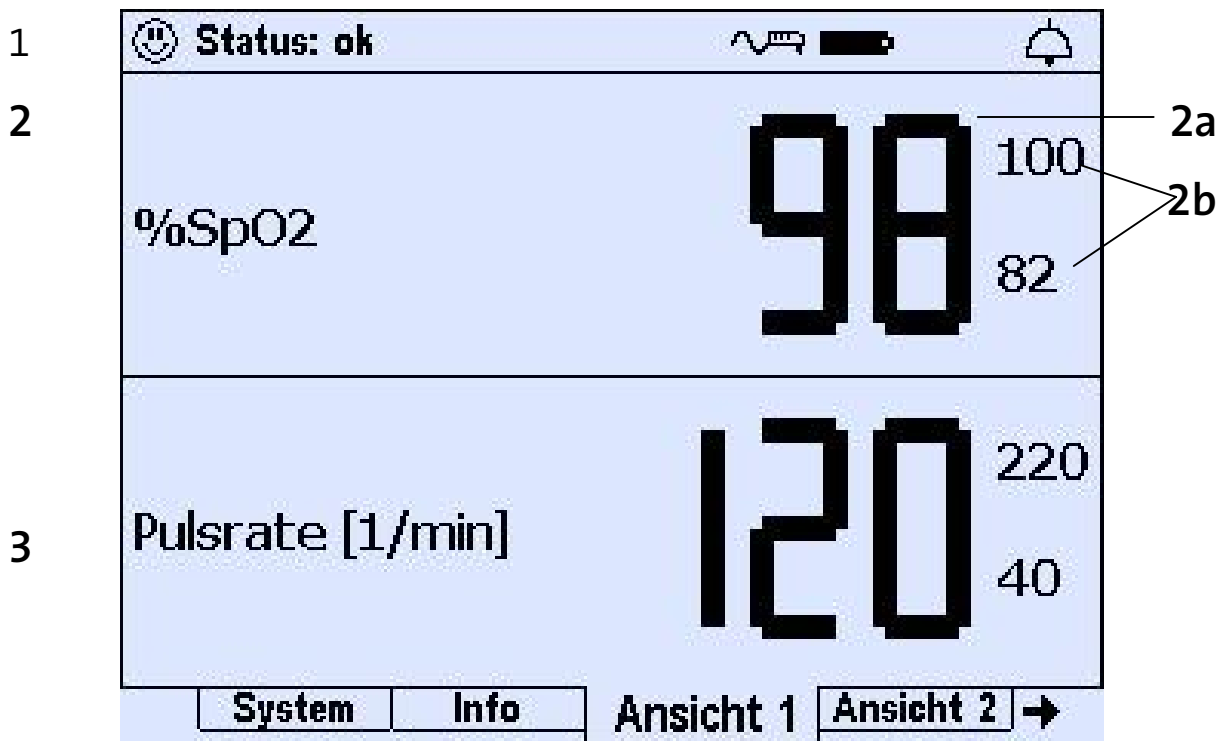 1
Status: ok
2
98
2a
100
2b
%SpO2
82
3
120
220
Pulsrate [1/min]
40
System Info Ansicht 1 Ansicht 2